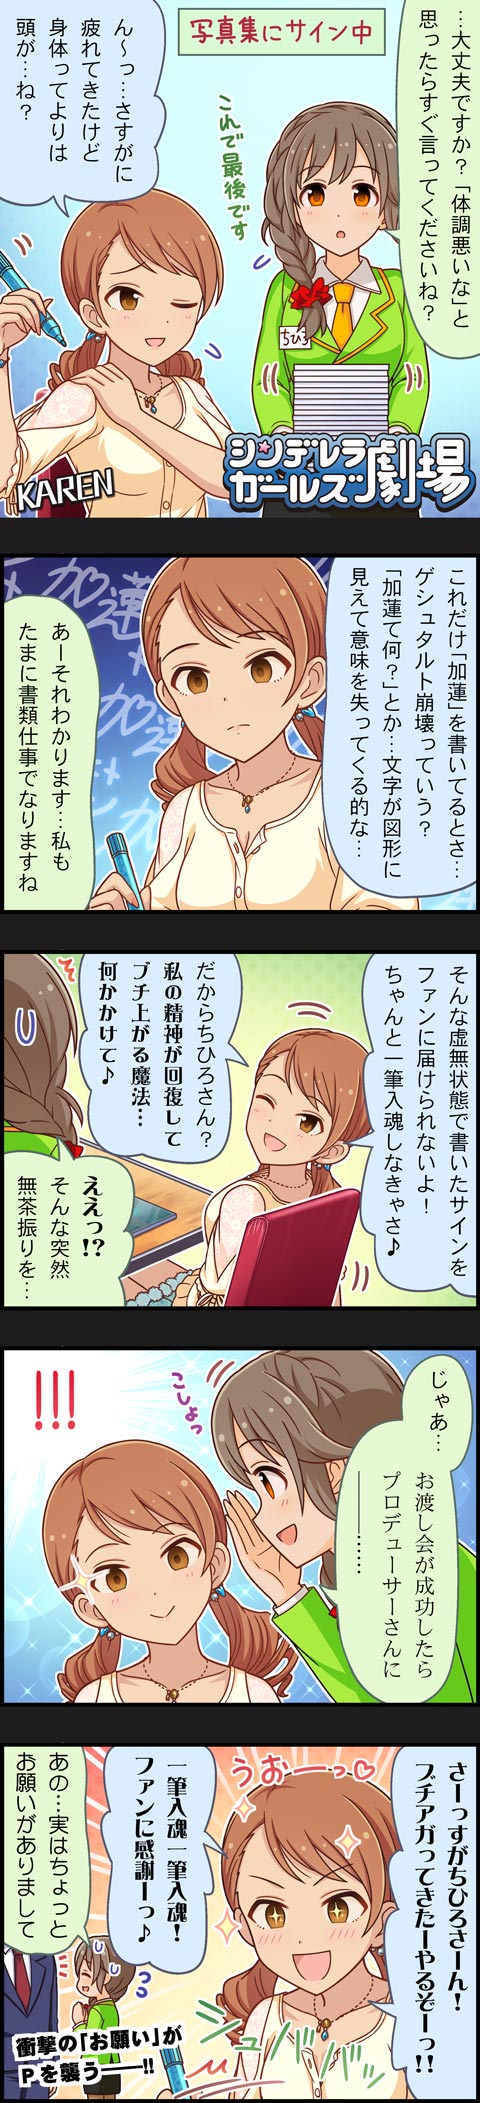 写真集にサイン中
…大丈夫ですか？「体調悪いな」と
思ったらすぐ言ってくださいね？
これで最後です
ん～っ…さすがに
疲れてきたけど
身体ってよりは
頭が…ね？
ちひろ
KAREN
シンデレラ
ガールズ劇場
これだけ「加蓮」を書いてるとさ…
ゲシュタルト崩壊っていう？
「加蓮て何？」とか…文字が図形に
見えて意味を失ってくる的な…
加蓮
あーそれわかります…私も
たまに書類仕事でなりますね
そんな虚無状態で書いたサインを
ファンに届けられないよ！
ちゃんと一筆入魂しなきゃさ♪
だからちひろさん？
私の精神が回復して
ブチ上がる魔法…
何かかけて♪
ええっ！？
そんな突然
無茶振りを…
じゃあ…
お渡し会が成功したら
プロデューサーさんに
――………
こしょっ
!!!
さーっすがちひろさーん！
ブチアガってきたーやるぞーっ！！
うおーーっ♡
一筆入魂一筆入魂！
ファンに感謝ーっ♪
シュバババッ
あの…実はちょっと
お願いがありまして
衝撃の「お願い」が
Pを襲う――!!